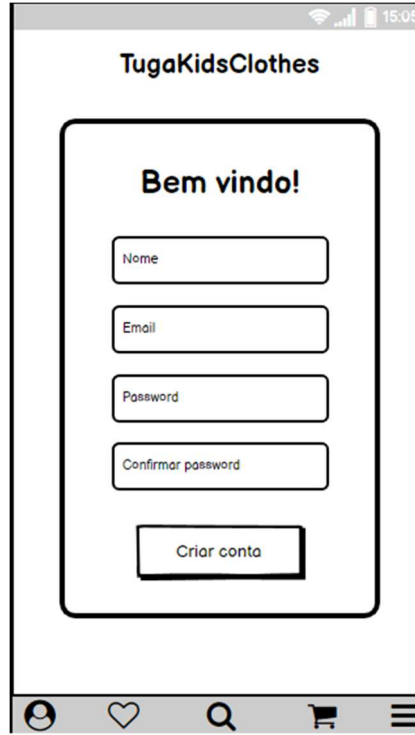 15:05
TugaKidsClothes
Bem vindo!
Nome
Email
Password
Confirmar password
Criar conta